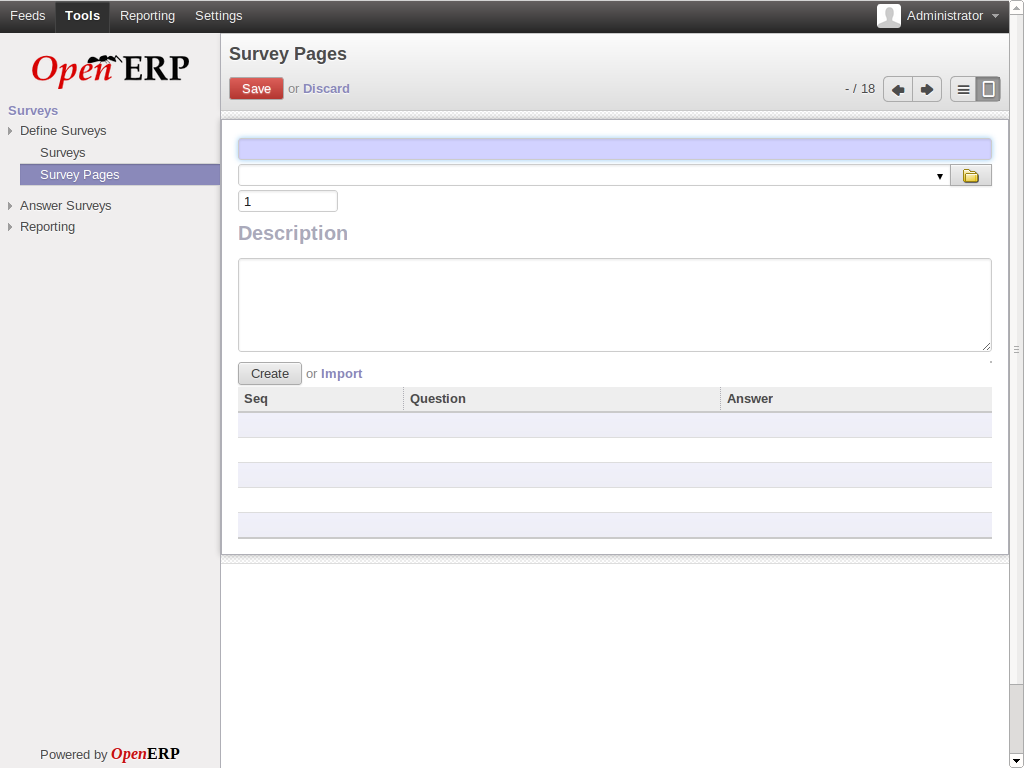 Feeds Tools Reporting Settings Administrator
OpenERP
Surveys
Define Surveys
Surveys
Survey Pages
Answer Surveys
Reporting
Powered by OpenERP
Survey Pages
Save or Discard
- / 18
1
Description
Create or Import
Seq Question Answer